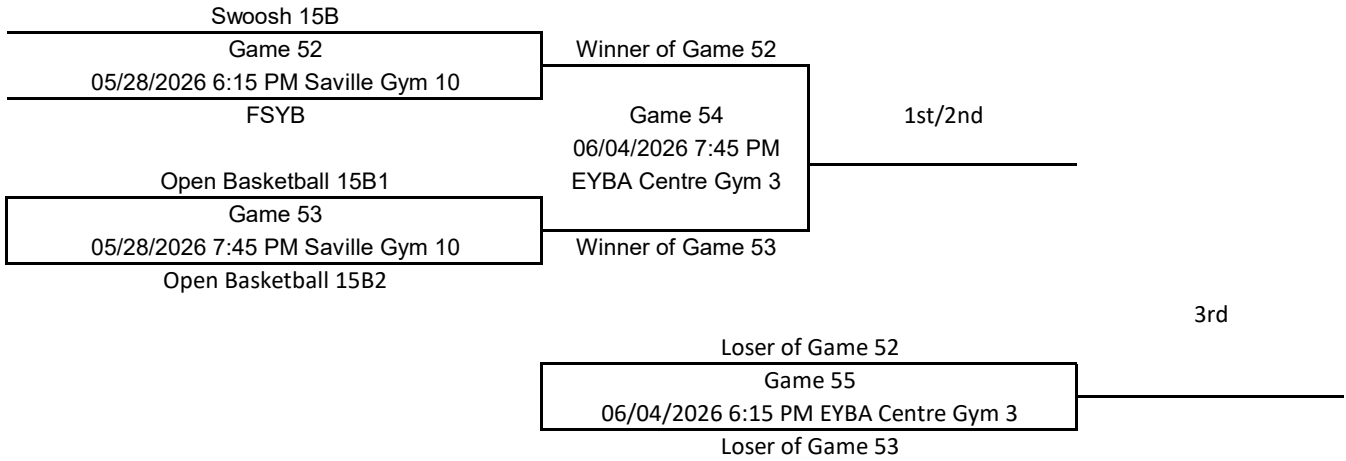 Swoosh 15B
Game 52
05/28/2026 6:15 PM Saville Gym 10
FSYB
Winner of Game 52
Game 54
06/04/2026 7:45 PM
EYBA Centre Gym 3
1st/2nd
Open Basketball 15B1
Game 53
05/28/2026 7:45 PM Saville Gym 10
Open Basketball 15B2
Winner of Game 53
3rd
Loser of Game 52
Game 55
06/04/2026 6:15 PM EYBA Centre Gym 3
Loser of Game 53